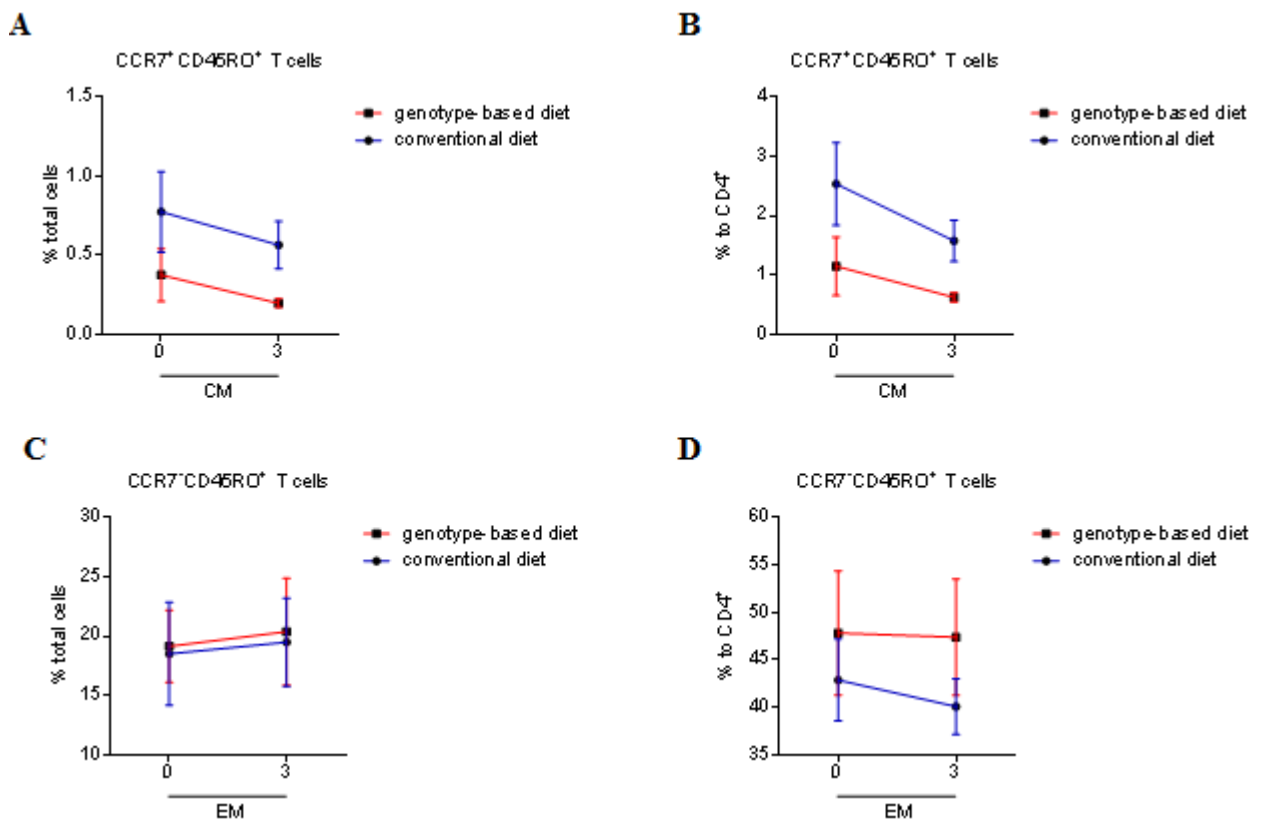 A
CCR7⁺CD45RO⁺ T cells
1.5
1.0
0.5
0.0
% total cells
0 3
CM
genotype-based diet
conventional diet
B
CCR7⁺CD45RO⁺ T cells
4
3
2
1
0
% to CD4⁺
0 3
CM
genotype-based diet
conventional diet
C
CCR7⁻CD45RO⁺ T cells
30
25
20
15
10
% total cells
0 3
EM
genotype-based diet
conventional diet
D
CCR7⁻CD45RO⁺ T cells
60
55
50
45
40
35
% to CD4⁺
0 3
EM
genotype-based diet
conventional diet